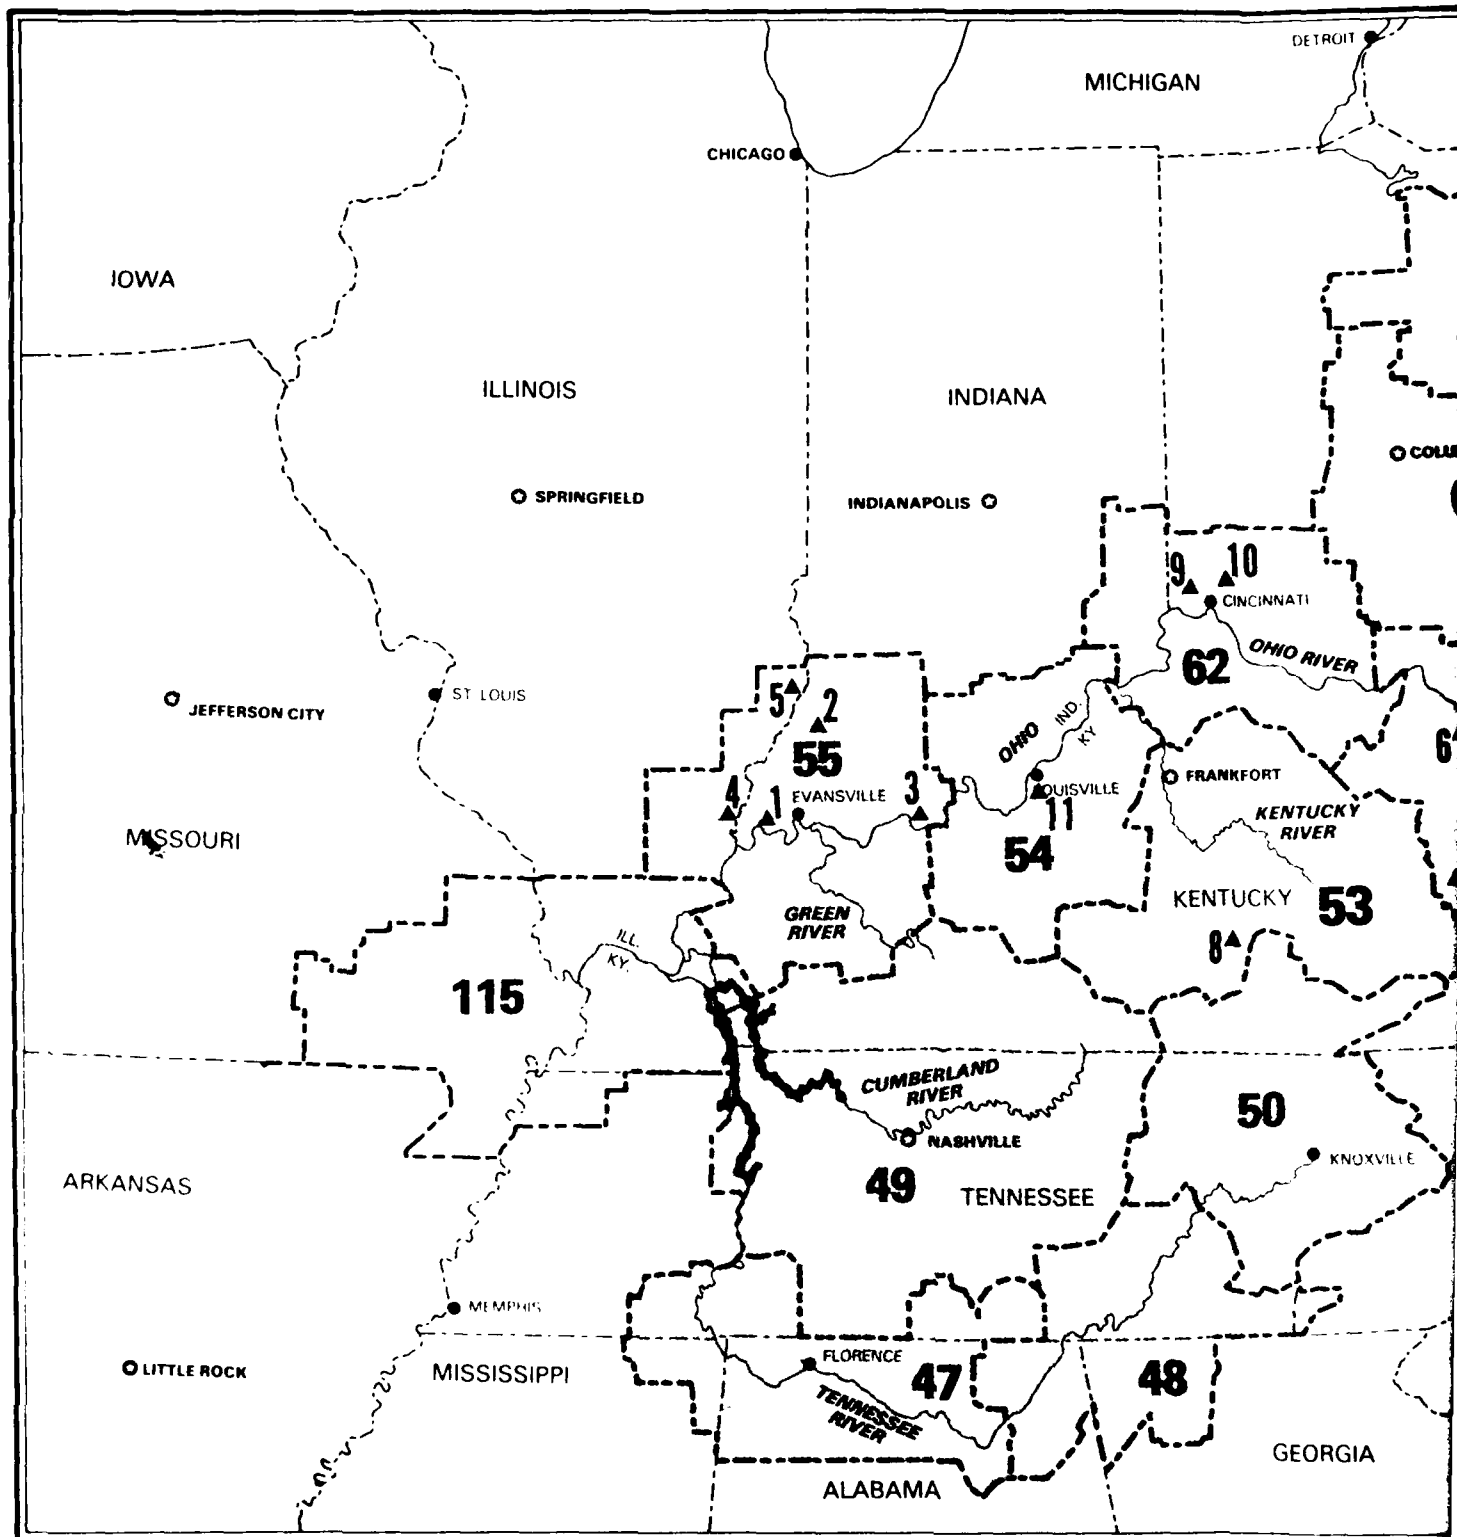 DETROIT
MICHIGAN
CHICAGO
IOWA
ILLINOIS
INDIANA
SPRINGFIELD
INDIANAPOLIS
9
10
CINCINNATI
OHIO RIVER
62
5
2
ST LOUIS
JEFFERSON CITY
OHIO
IND.
KY
6
55
FRANKFORT
4
1
EVANSVILLE
3
OUISVILLE
11
KENTUCKY
RIVER
MISSOURI
54
KENTUCKY
53
GREEN
RIVER
8
ILL.
KY.
115
CUMBERLAND
RIVER
50
NASHVILLE
KNOXVILLE
ARKANSAS
49
TENNESSEE
MEMPHIS
FLORENCE
LITTLE ROCK
MISSISSIPPI
47
48
TENNESSEE
RIVER
GEORGIA
ALABAMA